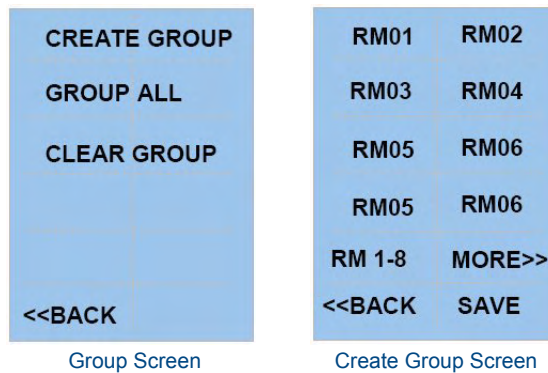 CREATE GROUP
GROUP ALL
CLEAR GROUP
<<BACK
Group Screen
RM01 RM02
RM03 RM04
RM05 RM06
RM05 RM06
RM 1-8 MORE>>
<<BACK SAVE
Create Group Screen